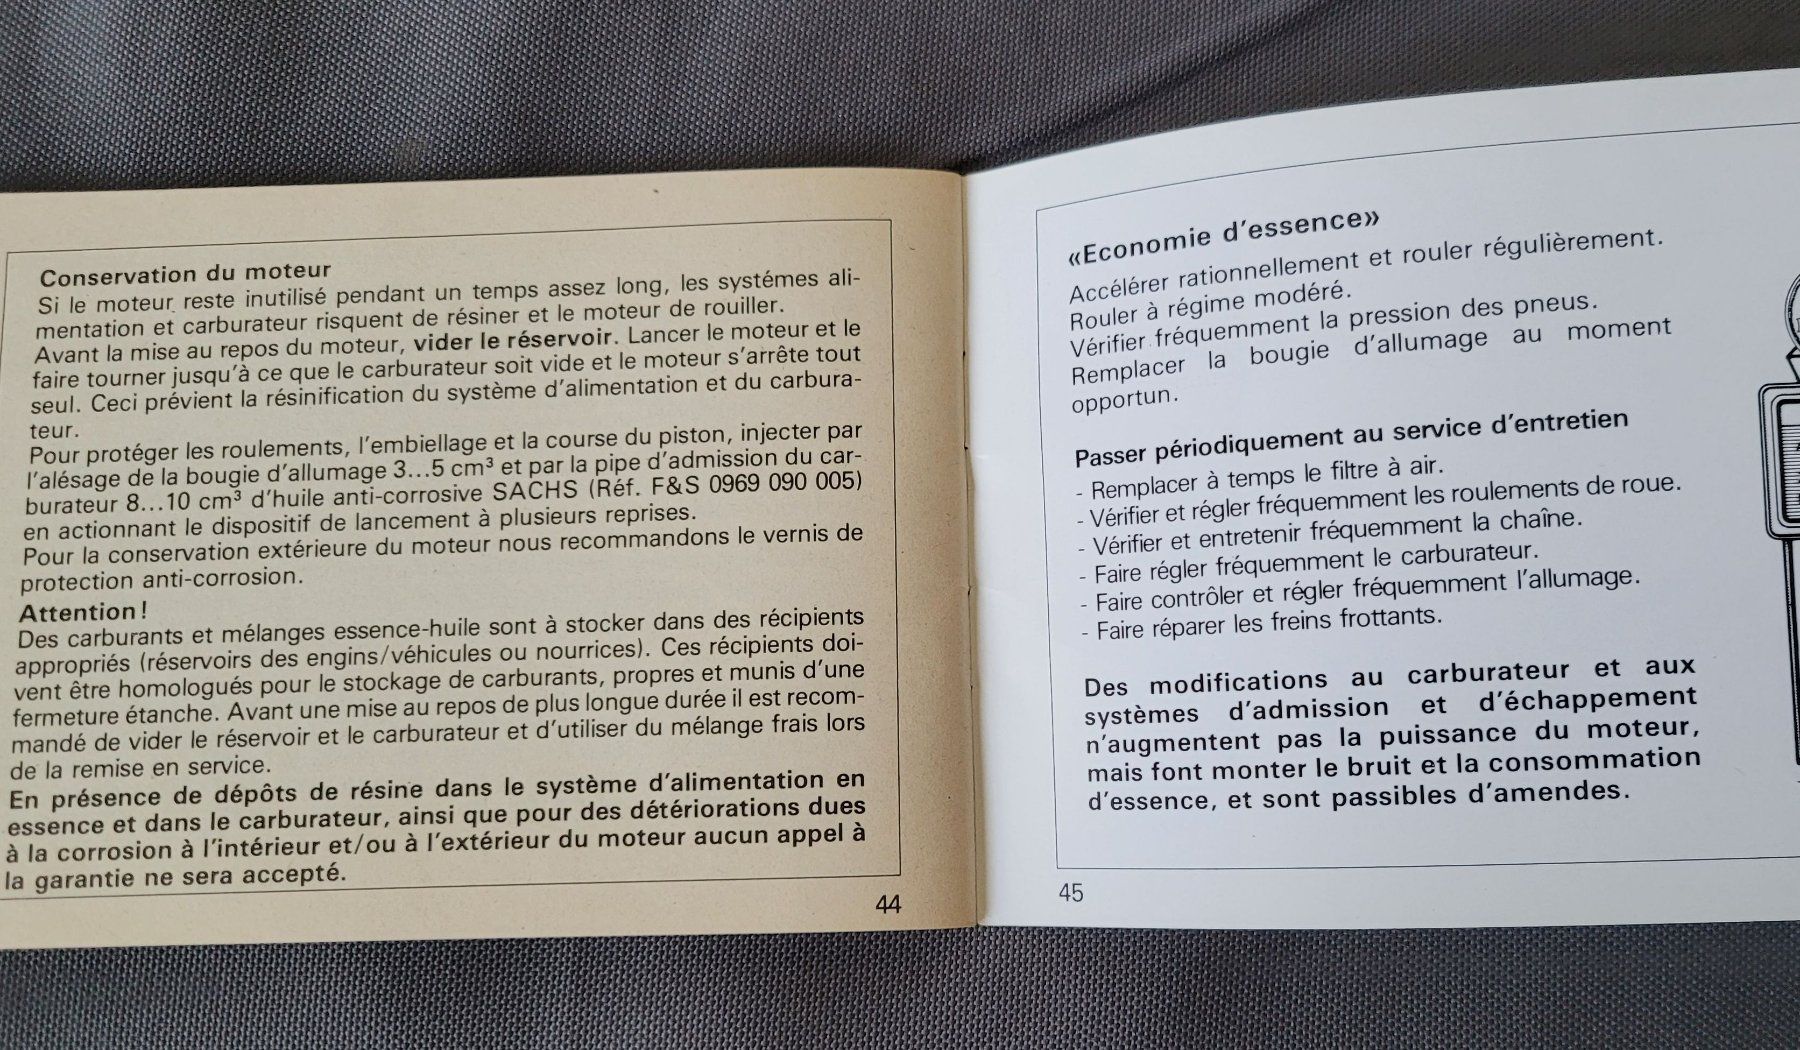 Conservation du moteur
Si le moteur reste inutilisé pendant un temps assez long, les systémes ali-
mentation et carburateur risquent de résiner et le moteur de rouiller.
Avant la mise au repos du moteur, vider le réservoir. Lancer le moteur et le
faire tourner jusqu'à ce que le carburateur soit vide et le moteur s'arrête tout
seul. Ceci prévient la résinification du système d'alimentation et du carbura-
teur.
Pour protéger les roulements, l'embiellage et la course du piston, injecter par
l'alésage de la bougie d'allumage 3...5 cm³ et par la pipe d'admission du car-
burateur 8...10 cm³ d'huile anti-corrosive SACHS (Réf. F&S 0969 090 005)
en actionnant le dispositif de lancement à plusieurs reprises.
Pour la conservation extérieure du moteur nous recommandons le vernis de
protection anti-corrosion.
Attention!
Des carburants et mélanges essence-huile sont à stocker dans des récipients
appropriés (réservoirs des engins/véhicules ou nourrices). Ces récipients doi-
vent être homologués pour le stockage de carburants, propres et munis d'une
fermeture étanche. Avant une mise au repos de plus longue durée il est recom-
mandé de vider le réservoir et le carburateur et d'utiliser du mélange frais lors
de la remise en service.
En présence de dépôts de résine dans le système d'alimentation en
essence et dans le carburateur, ainsi que pour des détériorations dues
à la corrosion à l'intérieur et/ou à l'extérieur du moteur aucun appel à
la garantie ne sera accepté.
44
«Economie d'essence»
Accélérer rationnellement et rouler régulièrement.
Rouler à régime modéré.
Vérifier fréquemment la pression des pneus.
Remplacer la bougie d'allumage au moment
opportun.
Passer périodiquement au service d'entretien
- Remplacer à temps le filtre à air.
- Vérifier et régler fréquemment les roulements de roue.
- Vérifier et entretenir fréquemment la chaîne.
- Faire régler fréquemment le carburateur.
- Faire contrôler et régler fréquemment l'allumage.
- Faire réparer les freins frottants.
Des modifications au carburateur et aux
systèmes d'admission et d'échappement
n'augmentent pas la puissance du moteur,
mais font monter le bruit et la consommation
d'essence, et sont passibles d'amendes.
45